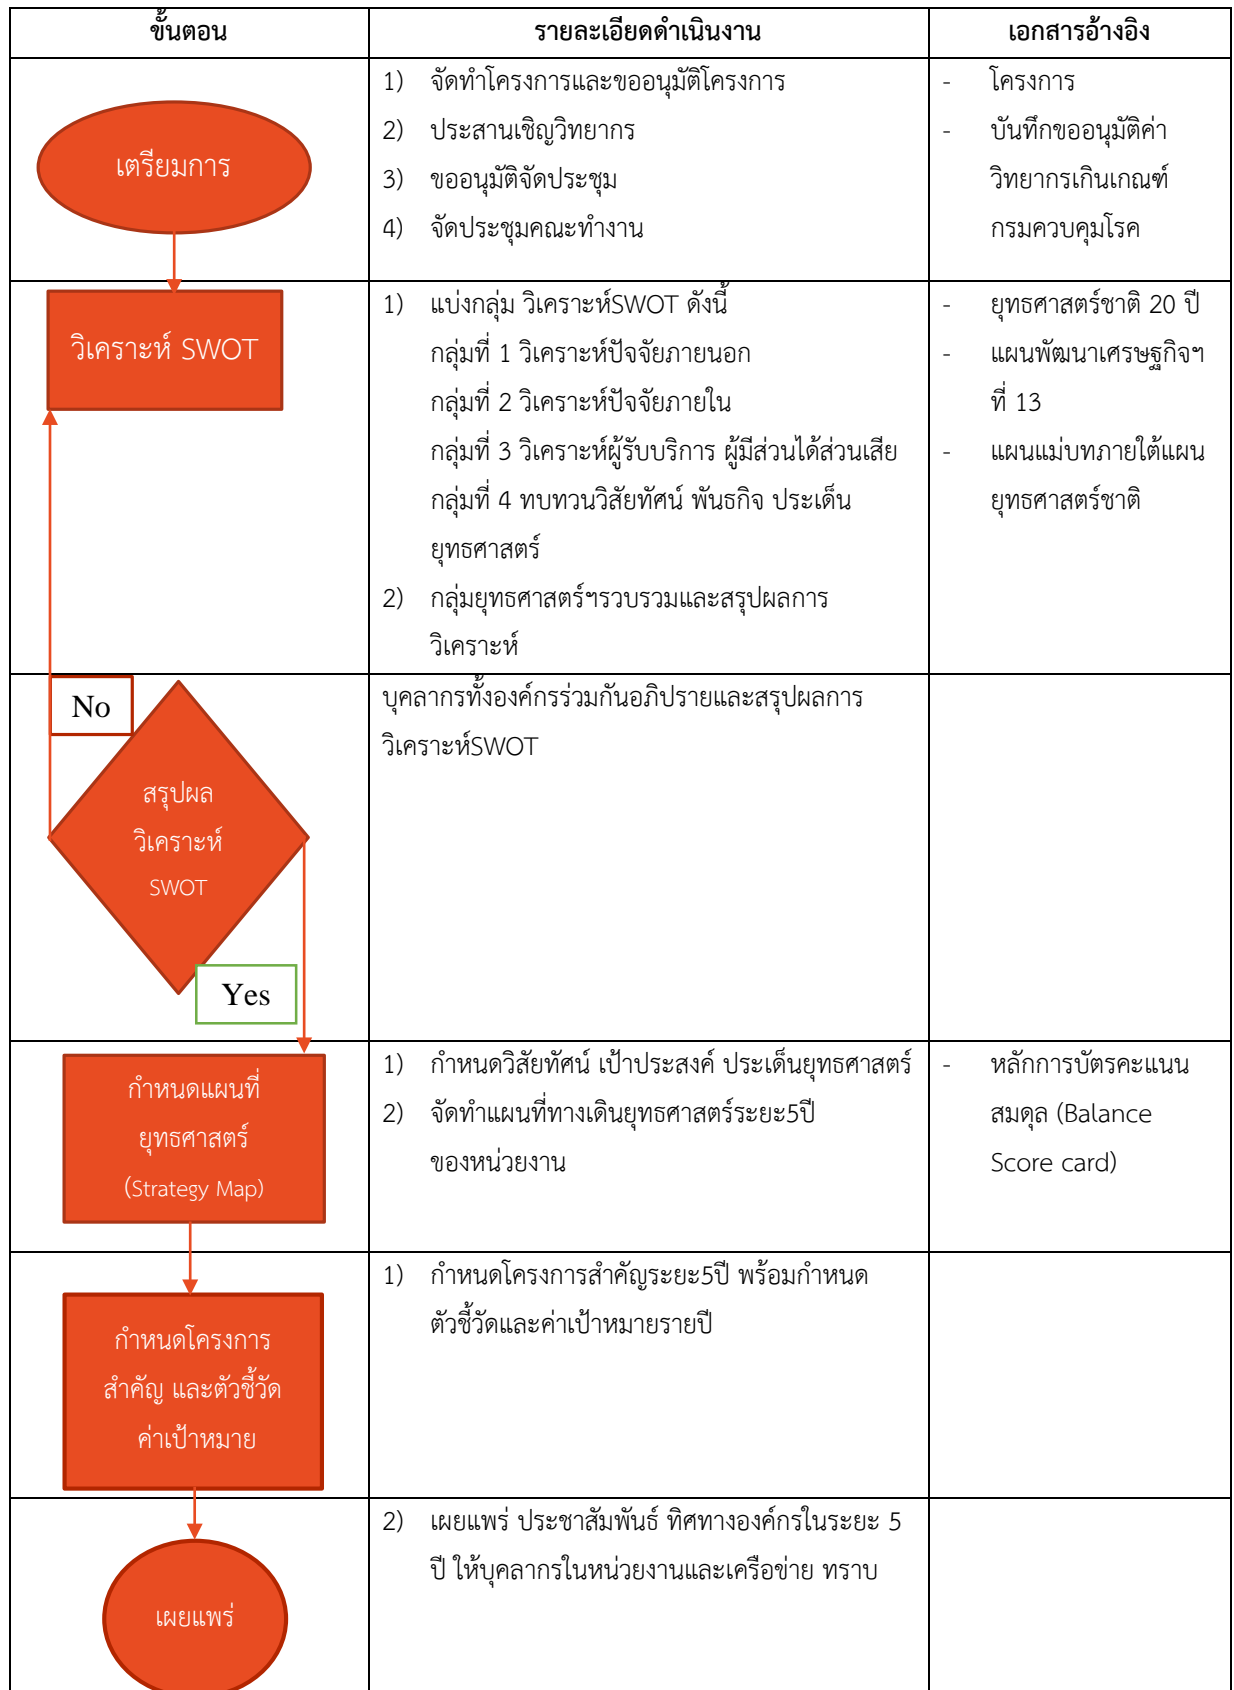 ขั้นตอน
รายละเอียดดำเนินงาน
เอกสารอ้างอิง
เตรียมการ
1) จัดทำโครงการและขออนุมัติโครงการ
2) ประสานเชิญวิทยากร
3) ขออนุมัติจัดประชุม
4) จัดประชุมคณะทำงาน
- โครงการ
- บันทึกขออนุมัติค่า
วิทยากรเกินเกณฑ์
กรมควบคุมโรค
วิเคราะห์ SWOT
1) แบ่งกลุ่ม วิเคราะห์SWOT ดังนี้
กลุ่มที่ 1 วิเคราะห์ปัจจัยภายนอก
กลุ่มที่ 2 วิเคราะห์ปัจจัยภายใน
กลุ่มที่ 3 วิเคราะห์ผู้รับบริการ ผู้มีส่วนได้ส่วนเสีย
กลุ่มที่ 4 ทบทวนวิสัยทัศน์ พันธกิจ ประเด็น
ยุทธศาสตร์
2) กลุ่มยุทธศาสตร์ฯรวบรวมและสรุปผลการ
วิเคราะห์
- ยุทธศาสตร์ชาติ 20 ปี
- แผนพัฒนาเศรษฐกิจฯ
ที่ 13
- แผนแม่บทภายใต้แผน
ยุทธศาสตร์ชาติ
No
สรุปผล
วิเคราะห์
SWOT
Yes
บุคลากรทั้งองค์กรร่วมกันอภิปรายและสรุปผลการ
วิเคราะห์SWOT
กำหนดแผนที่
ยุทธศาสตร์
(Strategy Map)
1) กำหนดวิสัยทัศน์ เป้าประสงค์ ประเด็นยุทธศาสตร์
2) จัดทำแผนที่ทางเดินยุทธศาสตร์ระยะ5ปี
ของหน่วยงาน
- หลักการบัตรคะแนน
สมดุล (Balance
Score card)
กำหนดโครงการ
สำคัญ และตัวชี้วัด
ค่าเป้าหมาย
1) กำหนดโครงการสำคัญระยะ5ปี พร้อมกำหนด
ตัวชี้วัดและค่าเป้าหมายรายปี
เผยแพร่
2) เผยแพร่ ประชาสัมพันธ์ ทิศทางองค์กรในระยะ 5
ปี ให้บุคลากรในหน่วยงานและเครือข่าย ทราบ